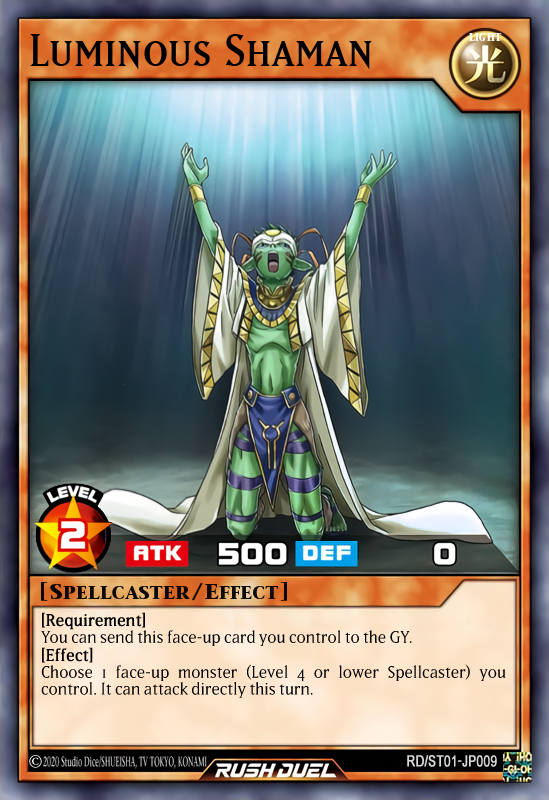 Luminous Shaman
LIGHT
光
LEVEL
2
ATK 500 DEF 0
[Spellcaster/Effect]
[Requirement]
You can send this face-up card you control to the GY.
[Effect]
Choose 1 face-up monster (Level 4 or lower Spellcaster) you
control. It can attack directly this turn.
©2020 Studio Dice/SHUEISHA, TV TOKYO, KONAMI
RUSH DUEL
RD/ST01-JP009